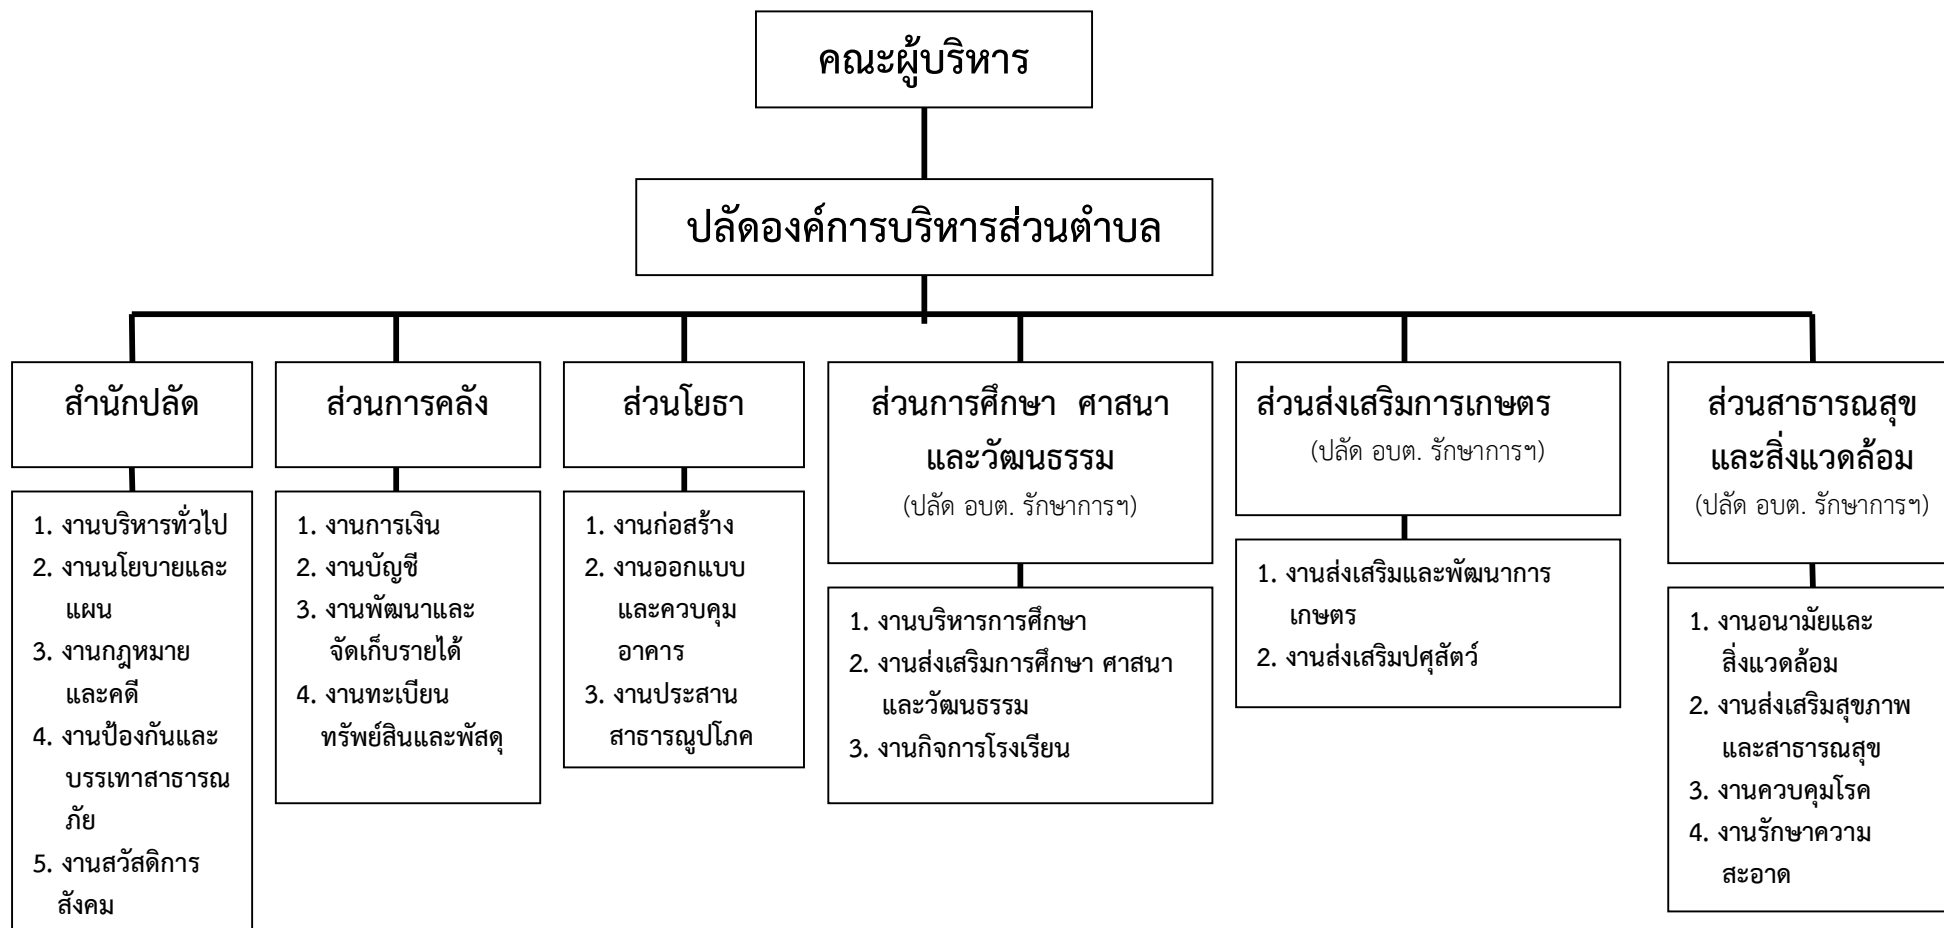 คณะผู้บริหาร
ปลัดองค์การบริหารส่วนตำบล
สำนักปลัด
1. งานบริหารทั่วไป
2. งานนโยบายและ
แผน
3. งานกฎหมาย
และคดี
4. งานป้องกันและ
บรรเทาสาธารณ
ภัย
5. งานสวัสดิการ
สังคม
ส่วนการคลัง
1. งานการเงิน
2. งานบัญชี
3. งานพัฒนาและ
จัดเก็บรายได้
4. งานทะเบียน
ทรัพย์สินและพัสดุ
ส่วนโยธา
1. งานก่อสร้าง
2. งานออกแบบ
และควบคุม
อาคาร
3. งานประสาน
สาธารณูปโภค
ส่วนการศึกษา ศาสนา
และวัฒนธรรม
(ปลัด อบต. รักษาการฯ)
1. งานบริหารการศึกษา
2. งานส่งเสริมการศึกษา ศาสนา
และวัฒนธรรม
3. งานกิจการโรงเรียน
ส่วนส่งเสริมการเกษตร
(ปลัด อบต. รักษาการฯ)
1. งานส่งเสริมและพัฒนาการ
เกษตร
2. งานส่งเสริมปศุสัตว์
ส่วนสาธารณสุข
และสิ่งแวดล้อม
(ปลัด อบต. รักษาการฯ)
1. งานอนามัยและ
สิ่งแวดล้อม
2. งานส่งเสริมสุขภาพ
และสาธารณสุข
3. งานควบคุมโรค
4. งานรักษาความ
สะอาด